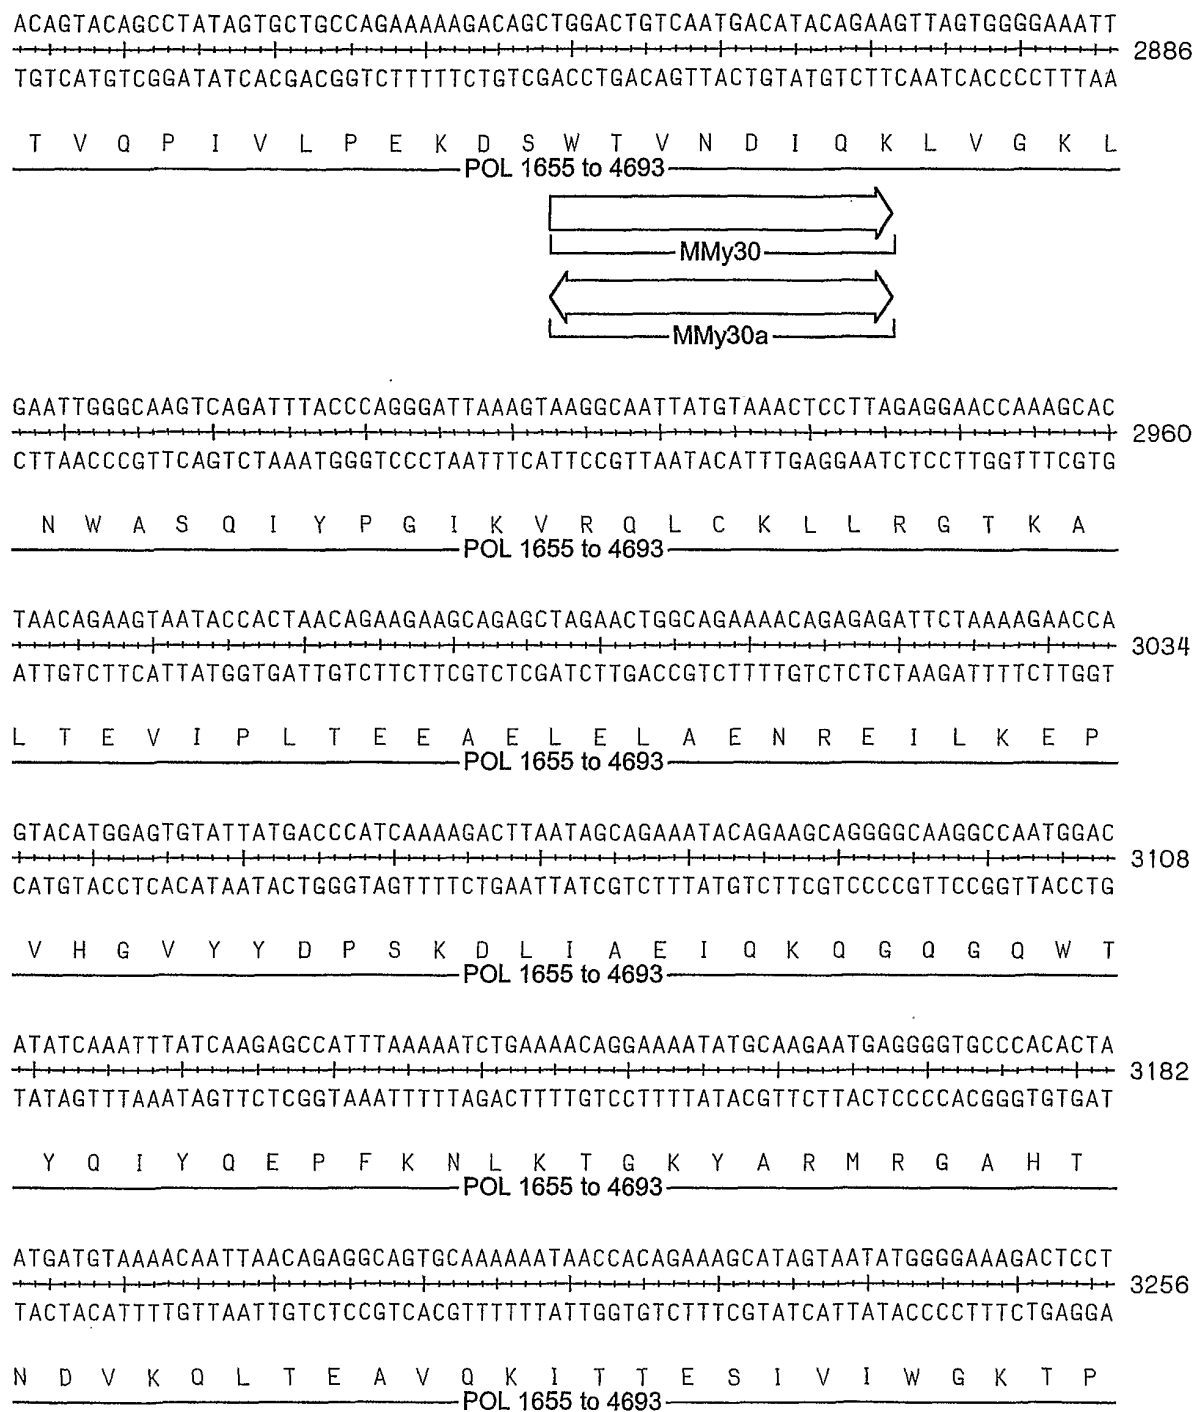 ACAGTACAGCCTATAGTGCTGCCAGAAAAAGACAGCTGGACTGTCAATGACATACAGAAGTTAGTGGGGAAATT
2886
TGTCATGTCGGATATCACGACGGTCTTTTTCTGTCGACCTGACAGTTACTGTATGTCTTCAATCACCCCTTTAA
T V Q P I V L P E K D S W T V N D I Q K L V G K L
POL 1655 to 4693
MMy30
MMy30a
GAATTGGGCAAGTCAGATTTACCCAGGGATTAAAGTAAGGCAATTATGTAAACTCCTTAGAGGAACCAAAGCAC
2960
CTTAACCCGTTCAGTCTAAATGGGTCCCTAATTTCATTCCGTTAATACATTTGAGGAATCTCCTTGGTTTCGTG
N W A S Q I Y P G I K V R Q L C K L L R G T K A
POL 1655 to 4693
TAACAGAAGTAATACCACTAACAGAAGAAGCAGAGCTAGAACTGGCAGAAAACAGAGAGATTCTAAAAGAACCA
3034
ATTGTCTTCATTATGGTGATTGTCTTCTTCGTCTCGATCTTGACCGTCTTTTGTCTCTCTAAGATTTTCTTGGT
L T E V I P L T E E A E L E L A E N R E I L K E P
POL 1655 to 4693
GTACATGGAGTGTATTATGACCCATCAAAAGACTTAATAGCAGAAATACAGAAGCAGGGGCAAGGCCAATGGAC
3108
CATGTACCTCACATAATACTGGGTAGTTTTCTGAATTATCGTCTTTATGTCTTCGTCCCCGTTCCGGTTACCTG
V H G V Y Y D P S K D L I A E I Q K Q G Q G Q W T
POL 1655 to 4693
ATATCAAATTTATCAAGAGCCATTTAAAAATCTGAAAACAGGAAAATATGCAAGAATGAGGGGTGCCCACACTA
3182
TATAGTTTAAATAGTTCTCGGTAAATTTTTAGACTTTTGTCCTTTTATACGTTCTTACTCCCCACGGGTGTGAT
Y Q I Y Q E P F K N L K T G K Y A R M R G A H T
POL 1655 to 4693
ATGATGTAAAACAATTAACAGAGGCAGTGCAAAAAATAACCACAGAAAGCATAGTAATATGGGGAAAGACTCCT
3256
TACTACATTTTGTTAATTGTCTCCGTCACGTTTTTTATTGGTGTCTTTCGTATCATTATACCCCTTTCTGAGGA
N D V K Q L T E A V Q K I T T E S I V I W G K T P
POL 1655 to 4693